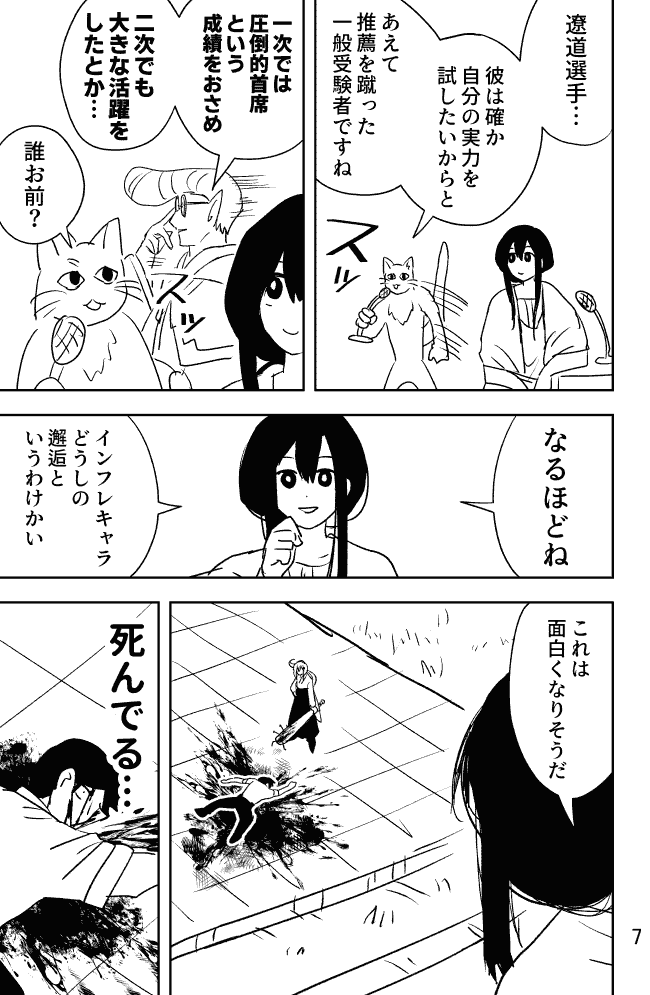 遼道選手…
彼は確か
自分の実力を
試したいからと
あえて
推薦を蹴った
一般受験者ですね
スッ
一次では
圧倒的首席
という
成績をおさめ
二次でも
大きな活躍を
したとか…
スッ
誰お前？
なるほどね
インフレキャラ
どうしの
邂逅と
いうわけかい
これは
面白くなりそうだ
死んでる…
7